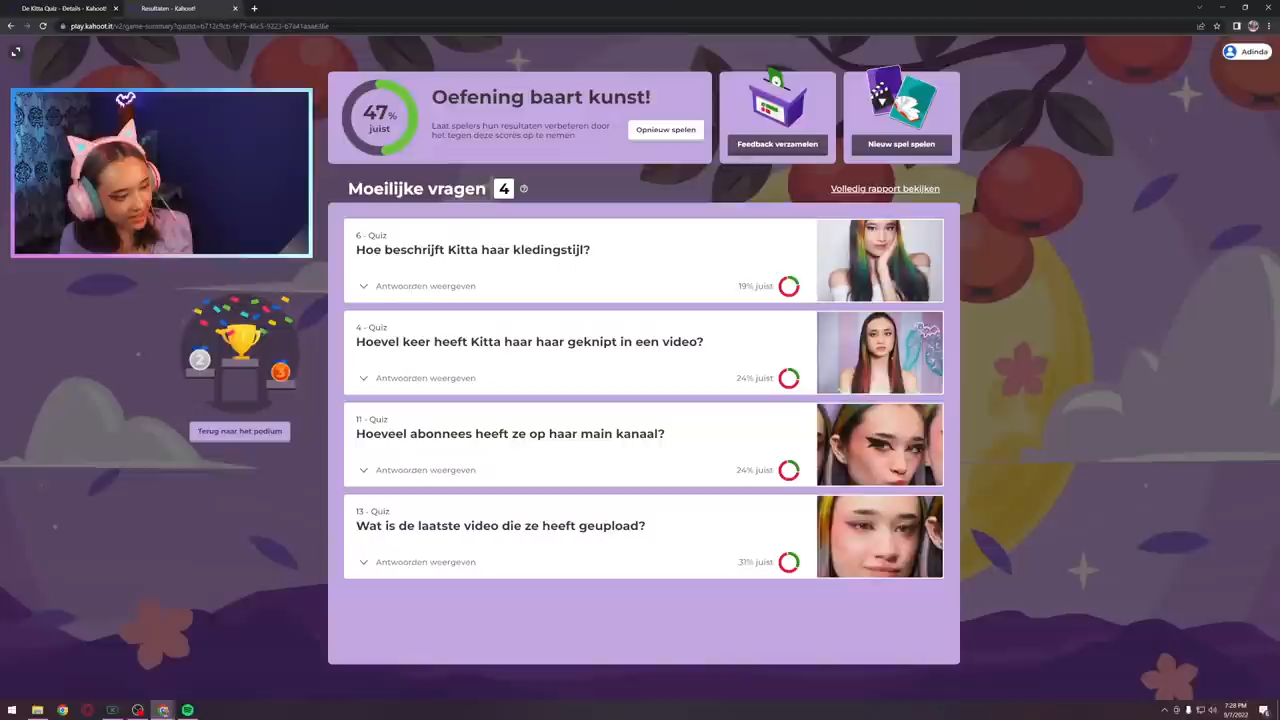 De Kitta Quiz - Details - Kahoot!
Resultaten - Kahoot!
Adinda
47%
juist
Oefening baart kunst!
Laat spelers hun resultaten verbeteren door
het tegen deze scores op te nemen
Opnieuw spelen
Feedback verzamelen
Nieuw spel spelen
Moeilijke vragen 4
Volledig rapport bekijken
6 - Quiz
Hoe beschrijft Kitta haar kledingstijl?
Antwoorden weergeven
19% juist
4 - Quiz
Hoevel keer heeft Kitta haar haar geknipt in een video?
Antwoorden weergeven
24% juist
11 - Quiz
Hoeveel abonnees heeft ze op haar main kanaal?
Antwoorden weergeven
24% juist
13 - Quiz
Wat is de laatste video die ze heeft geupload?
Antwoorden weergeven
31% juist
2
3
Terug naar het podium
7:28 PM
9/7/2022